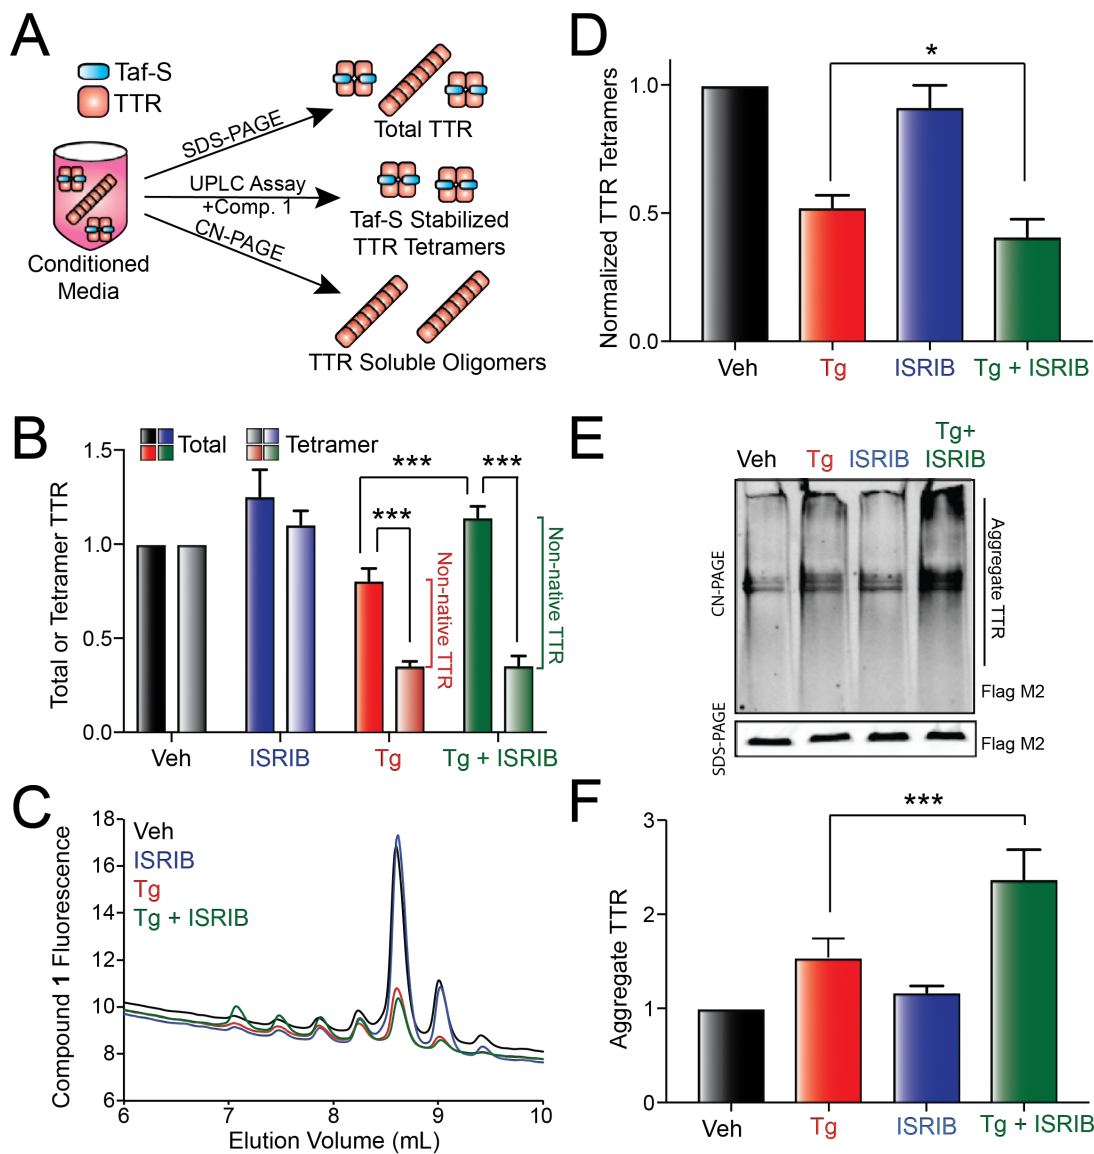 A
Taf-S
TTR
Conditioned
Media
SDS-PAGE
UPLC Assay
+Comp. 1
CN-PAGE
Total TTR
Taf-S Stabilized
TTR Tetramers
TTR Soluble Oligomers
D
Normalized TTR Tetramers
1.0
0.5
0.0
*
Veh
Tg
ISRIB
Tg + ISRIB
B
Total or Tetramer TTR
1.5
1.0
0.5
0.0
Total
Tetramer
***
***
***
Non-native TTR
Non-native TTR
Veh
ISRIB
Tg
Tg + ISRIB
E
Veh
Tg
ISRIB
Tg+
ISRIB
CN-PAGE
Aggregate TTR
Flag M2
SDS-PAGE
Flag M2
C
Compound 1 Fluorescence
18
16
14
12
10
8
6
Veh
ISRIB
Tg
Tg + ISRIB
6
7
8
9
10
Elution Volume (mL)
F
Aggregate TTR
3
2
1
0
***
Veh
Tg
ISRIB
Tg + ISRIB